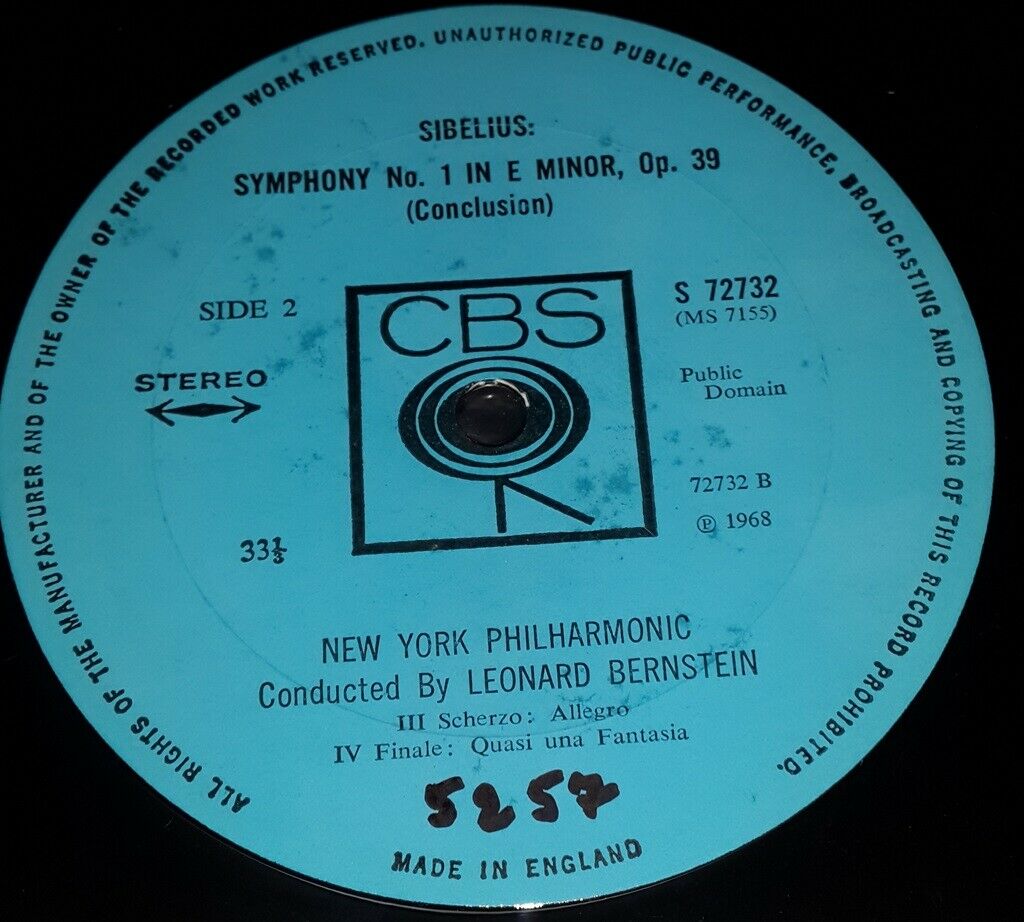 ALL RIGHTS OF THE MANUFACTURER AND OF THE OWNER OF THE RECORDED WORK RESERVED. UNAUTHORIZED PUBLIC PERFORMANCE, BROADCASTING AND COPYING OF THIS RECORD PROHIBITED.
SIBELIUS:
SYMPHONY No. 1 IN E MINOR, Op. 39
(Conclusion)
SIDE 2
STEREO
33⅓
CBS
S 72732
(MS 7155)
Public
Domain
72732 B
℗ 1968
NEW YORK PHILHARMONIC
Conducted By LEONARD BERNSTEIN
III Scherzo: Allegro
IV Finale: Quasi una Fantasia
5257
MADE IN ENGLAND